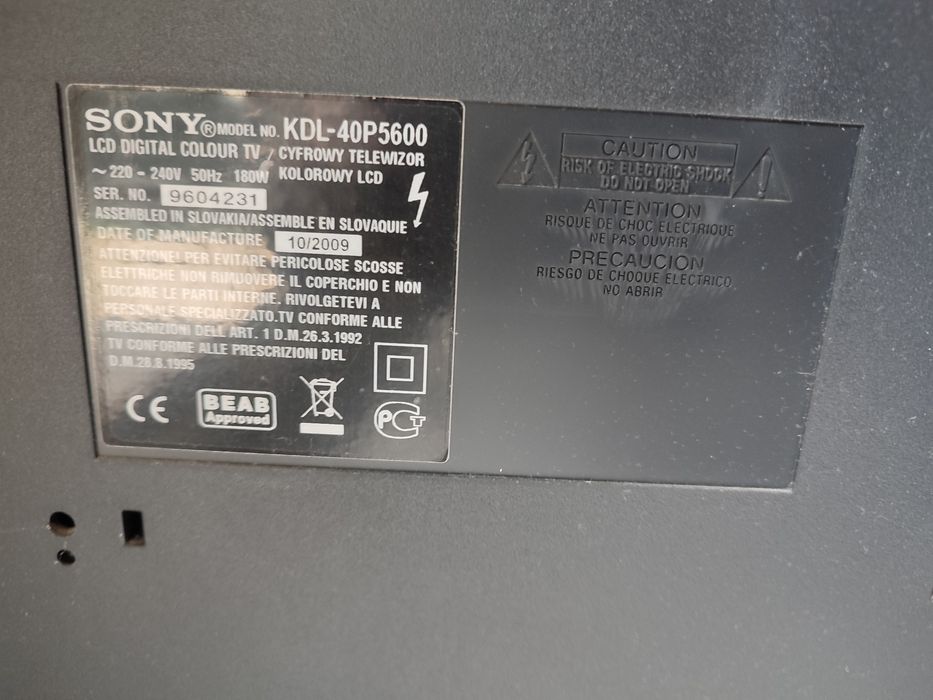 SONY® MODEL NO. KDL-40P5600
LCD DIGITAL COLOUR TV / CYFROWY TELEWIZOR
~ 220 - 240V 50Hz 180W KOLOROWY LCD
SER. NO. 9604231
ASSEMBLED IN SLOVAKIA/ASSEMBLE EN SLOVAQUIE
DATE OF MANUFACTURE 10/2009
ATTENZIONE! PER EVITARE PERICOLOSE SCOSSE
ELETTRICHE NON RIMUOVERE IL COPERCHIO E NON
TOCCARE LE PARTI INTERNE. RIVOLGETEVI A
PERSONALE SPECIALIZZATO.TV CONFORME ALLE
PRESCRIZIONI DELL ART. 1 D.M.26.3.1992
TV CONFORME ALLE PRESCRIZIONI DEL
D.M.28.8.1995
CE
BEAB
Approved
PCT
CAUTION
RISK OF ELECTRIC SHOCK
DO NOT OPEN
ATTENTION
RISQUE DE CHOC ELECTRIQUE
NE PAS OUVRIR
PRECAUCION
RIESGO DE CHOQUE ELECTRICO
NO ABRIR